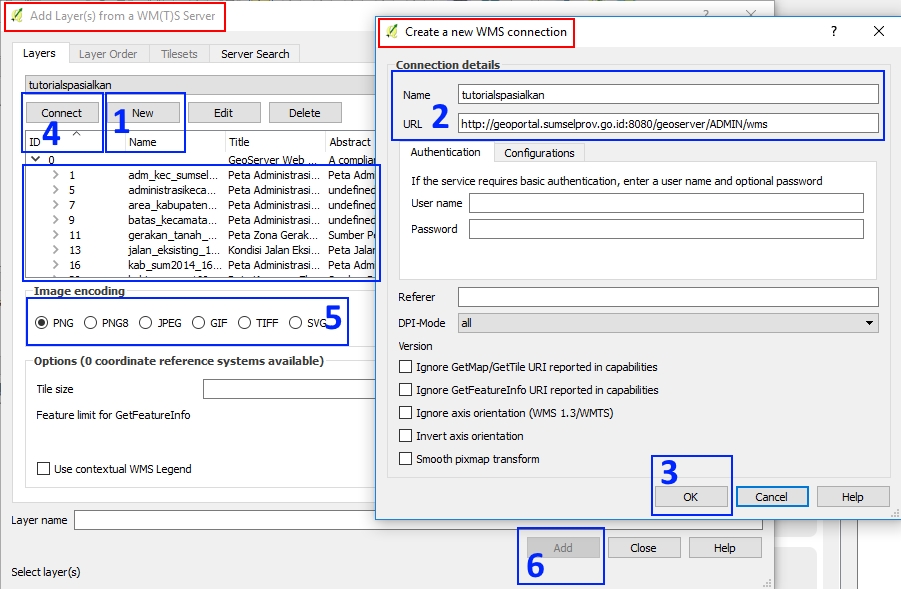 Add Layer(s) from a WM(T)S Server
?
Layers
Layer Order
Tilesets
Server Search
tutorialspasialkan
Connect
New
Edit
Delete
4
1
ID
Name
Title
Abstract
0 GeoServer Web ... A complian
1 adm_kec_sumsel... Peta Administrasi... Peta Adm
5 administrasikeca... Peta Administrasi... undefined
7 area_kabupaten... Peta Administrasi... undefined
9 batas_kecamata... Peta Administrasi... undefined
11 gerakan_tanah_... Peta Zona Gerak... Sumber Pe
13 jalan_eksisting_1... Kondisi Jalan Eksi... Peta Jalan
16 kab_sum2014_16... Peta Administrasi... Peta Adm
Image encoding
PNG
PNG8
JPEG
GIF
TIFF
SVG
5
Options (0 coordinate reference systems available)
Tile size
Feature limit for GetFeatureInfo
Use contextual WMS Legend
Layer name
Add
Close
Help
6
Select layer(s)
Create a new WMS connection
?
Connection details
Name
tutorialspasialkan
2
URL
http://geoportal.sumselprov.go.id:8080/geoserver/ADMIN/wms
Authentication
Configurations
If the service requires basic authentication, enter a user name and optional password
User name
Password
Referer
DPI-Mode
all
Version
Ignore GetMap/GetTile URI reported in capabilities
Ignore GetFeatureInfo URI reported in capabilities
Ignore axis orientation (WMS 1.3/WMTS)
Invert axis orientation
Smooth pixmap transform
3
OK
Cancel
Help